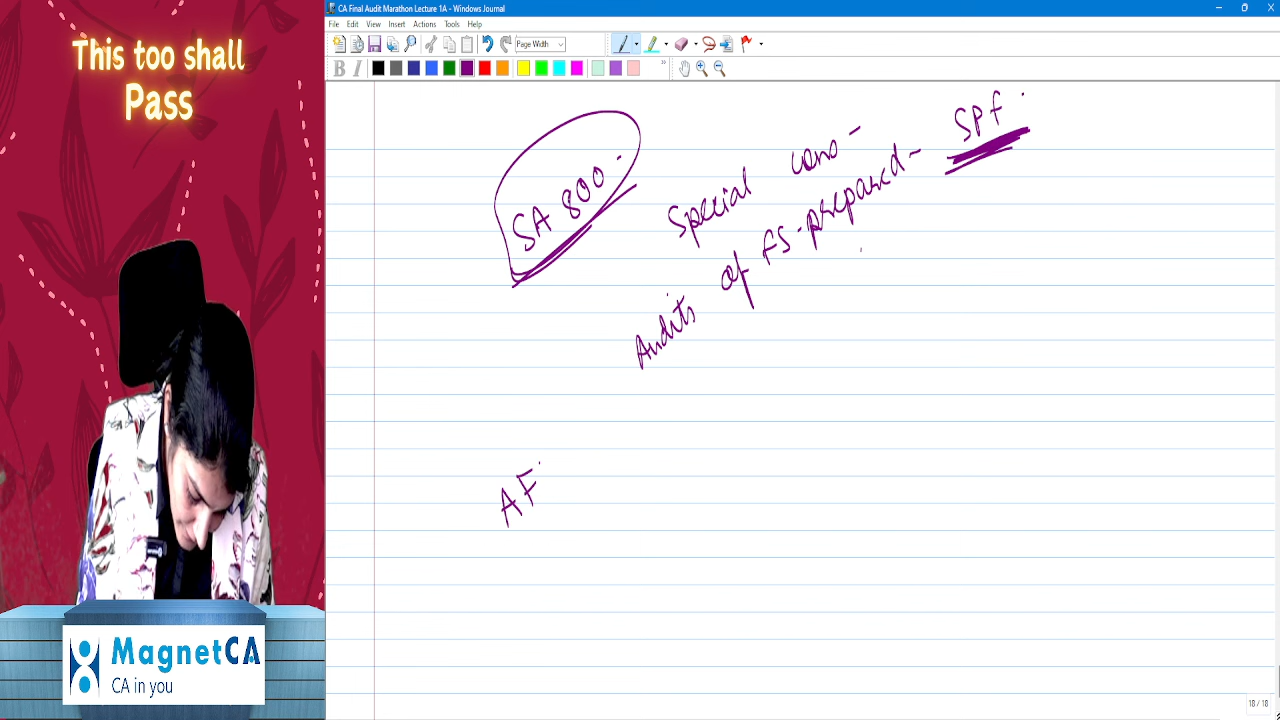 This too shall
Pass
CA Final Audit Marathon Lecture 1A - Windows Journal
File Edit View Insert Actions Tools Help
Page Width
B I
SA 800.
Special cons -
Audits of FS-prepared- SPF.
AF
MagnetCA
CA in you
18 / 18